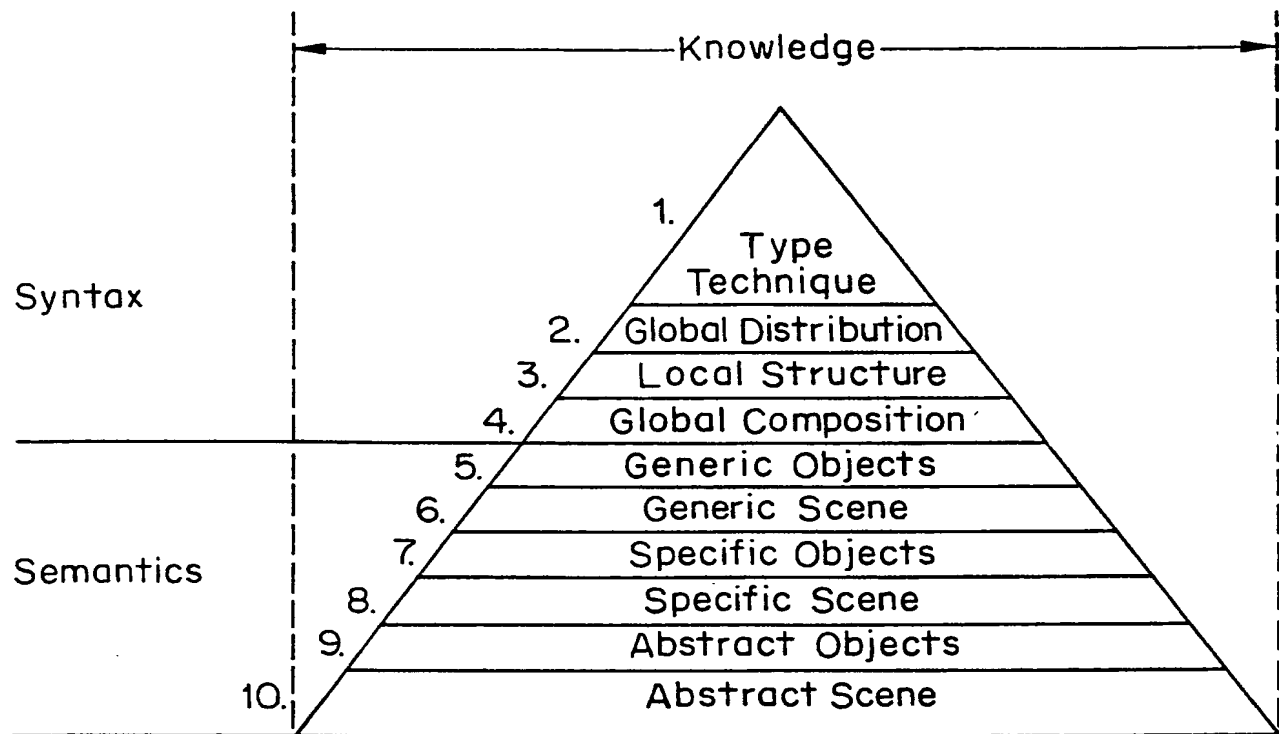 Knowledge
1.
Type
Technique
Syntax
2. Global Distribution
3. Local Structure
4. Global Composition
5. Generic Objects
6. Generic Scene
7. Specific Objects
Semantics
8. Specific Scene
9. Abstract Objects
10. Abstract Scene